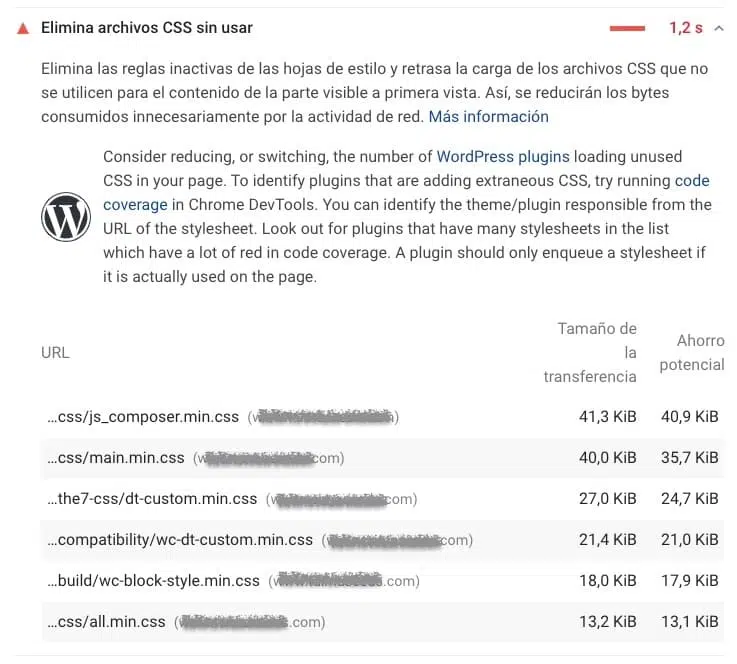 Elimina archivos CSS sin usar 1,2 s
Elimina las reglas inactivas de las hojas de estilo y retrasa la carga de los archivos CSS que no
se utilicen para el contenido de la parte visible a primera vista. Así, se reducirán los bytes
consumidos innecesariamente por la actividad de red. Más información
Consider reducing, or switching, the number of WordPress plugins loading unused
CSS in your page. To identify plugins that are adding extraneous CSS, try running code
coverage in Chrome DevTools. You can identify the theme/plugin responsible from the
URL of the stylesheet. Look out for plugins that have many stylesheets in the list
which have a lot of red in code coverage. A plugin should only enqueue a stylesheet if
it is actually used on the page.
URL
Tamaño de
la
transferencia
Ahorro
potencial
...css/js_composer.min.css 41,3 KiB 40,9 KiB
...css/main.min.css com) 40,0 KiB 35,7 KiB
...the7-css/dt-custom.min.css com) 27,0 KiB 24,7 KiB
...compatibility/wc-dt-custom.min.css com) 21,4 KiB 21,0 KiB
...build/wc-block-style.min.css .com) 18,0 KiB 17,9 KiB
...css/all.min.css .com) 13,2 KiB 13,1 KiB